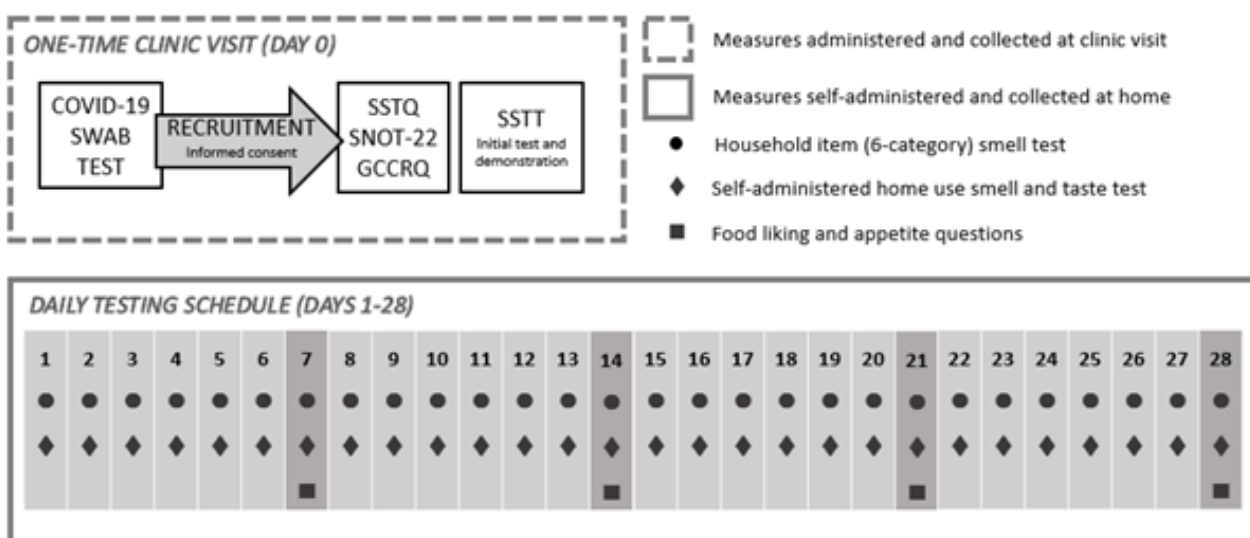 ONE-TIME CLINIC VISIT (DAY 0)
COVID-19
SWAB
TEST
RECRUITMENT
Informed consent
SSTQ
SNOT-22
GCCRQ
SSTT
Initial test and
demonstration
Measures administered and collected at clinic visit
Measures self-administered and collected at home
Household item (6-category) smell test
Self-administered home use smell and taste test
Food liking and appetite questions
DAILY TESTING SCHEDULE (DAYS 1-28)
1 2 3 4 5 6 7 8 9 10 11 12 13 14 15 16 17 18 19 20 21 22 23 24 25 26 27 28